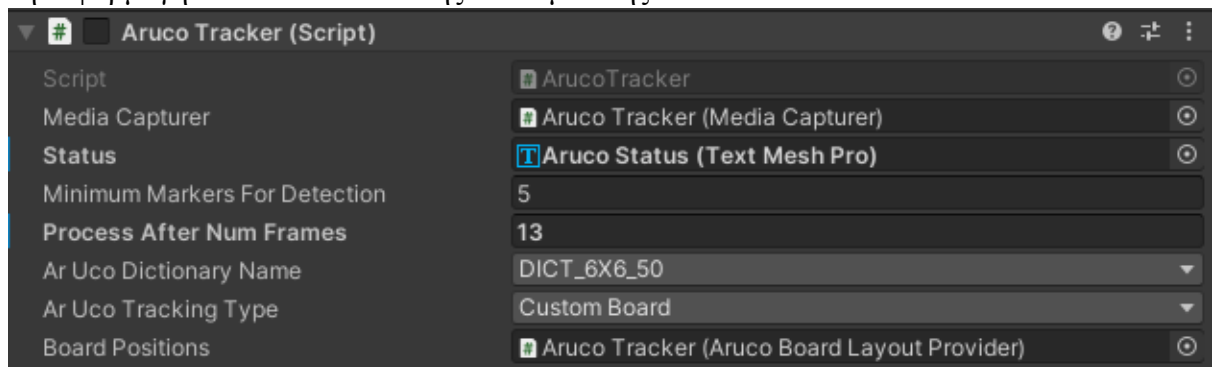 Aruco Tracker (Script)
Script ArucoTracker
Media Capturer Aruco Tracker (Media Capturer)
Status Aruco Status (Text Mesh Pro)
Minimum Markers For Detection 5
Process After Num Frames 13
Ar Uco Dictionary Name DICT_6X6_50
Ar Uco Tracking Type Custom Board
Board Positions Aruco Tracker (Aruco Board Layout Provider)